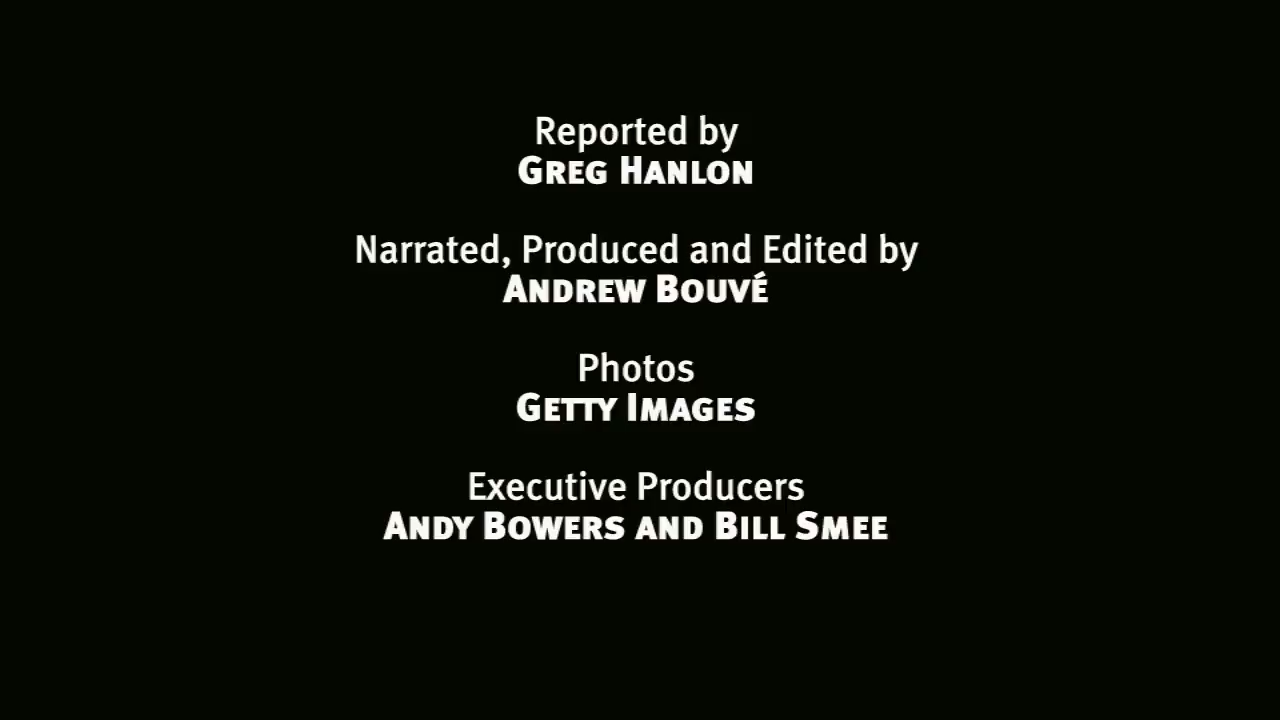 Reported by
GREG HANLON
Narrated, Produced and Edited by
ANDREW BOUVÉ
Photos
GETTY IMAGES
Executive Producers
ANDY BOWERS AND BILL SMEE